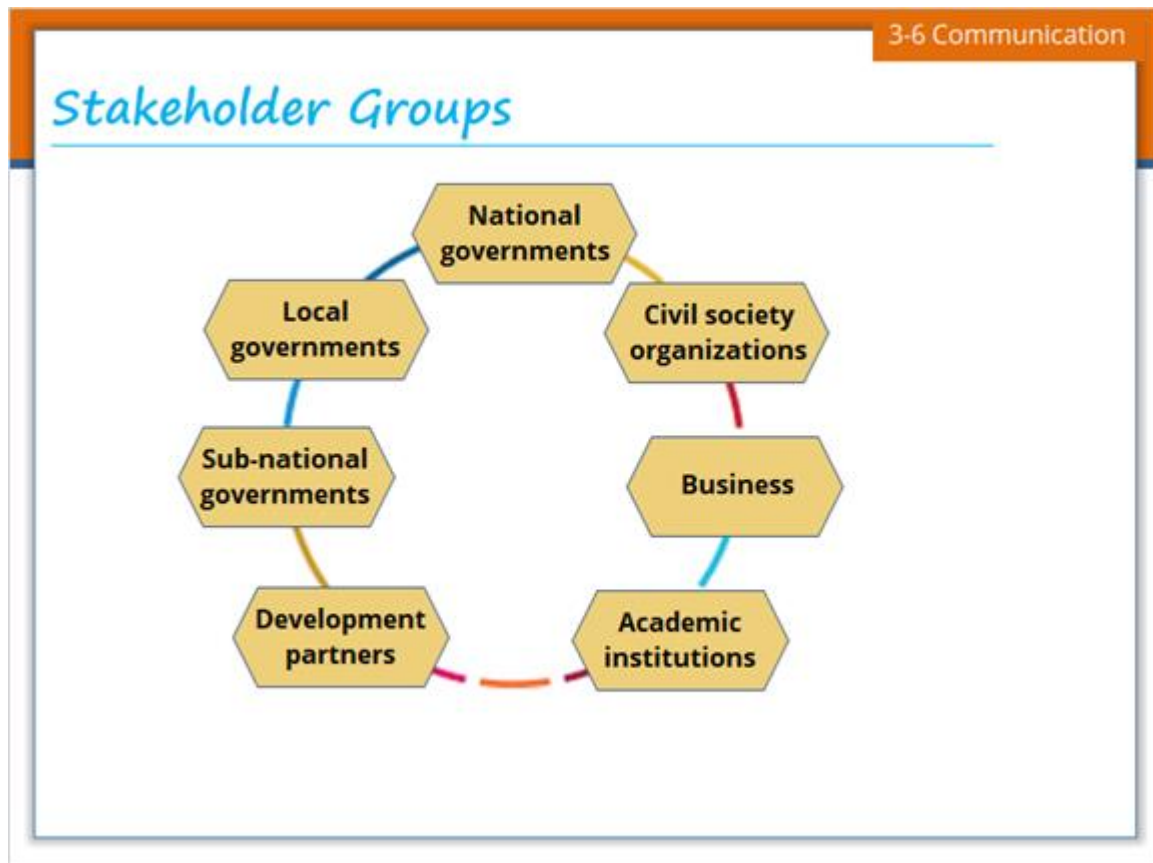 3-6 Communication
Stakeholder Groups
National
governments
Civil society
organizations
Business
Academic
institutions
Development
partners
Sub-national
governments
Local
governments